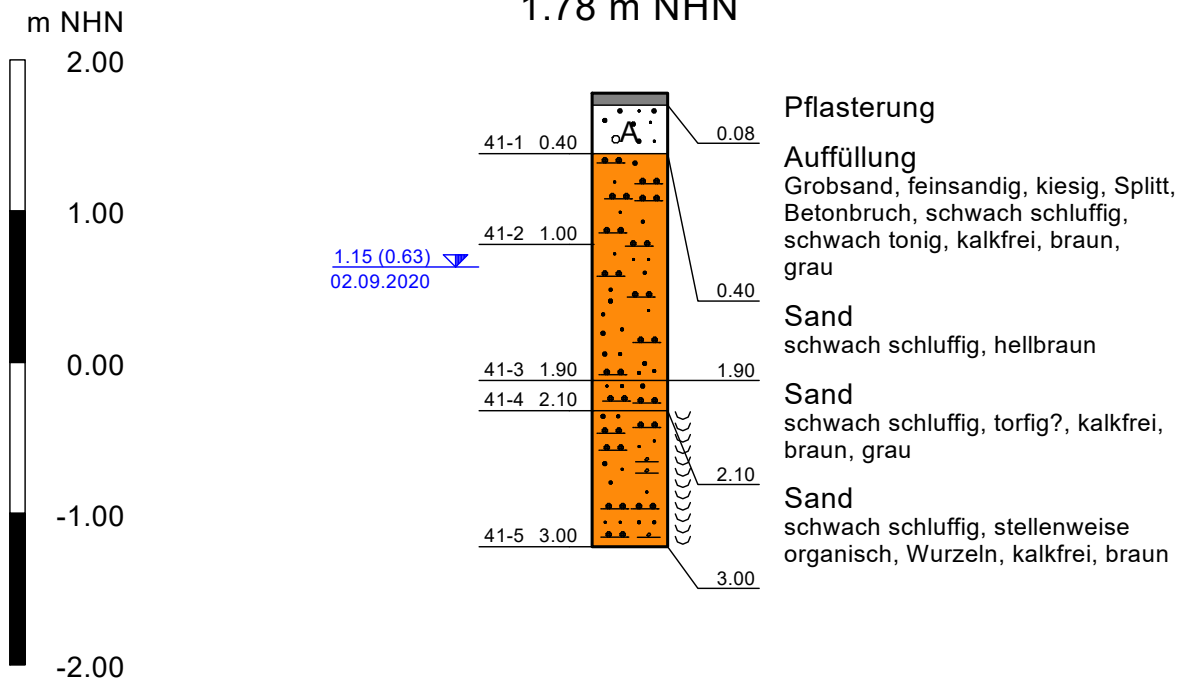 1.78 m NHN
m NHN
2.00
1.00
0.00
-1.00
-2.00
1.15 (0.63)
02.09.2020
41-1 0.40
41-2 1.00
41-3 1.90
41-4 2.10
41-5 3.00
A
0.08
0.40
1.90
2.10
3.00
Pflasterung
Auffüllung
Grobsand, feinsandig, kiesig, Splitt,
Betonbruch, schwach schluffig,
schwach tonig, kalkfrei, braun,
grau
Sand
schwach schluffig, hellbraun
Sand
schwach schluffig, torfig?, kalkfrei,
braun, grau
Sand
schwach schluffig, stellenweise
organisch, Wurzeln, kalkfrei, braun